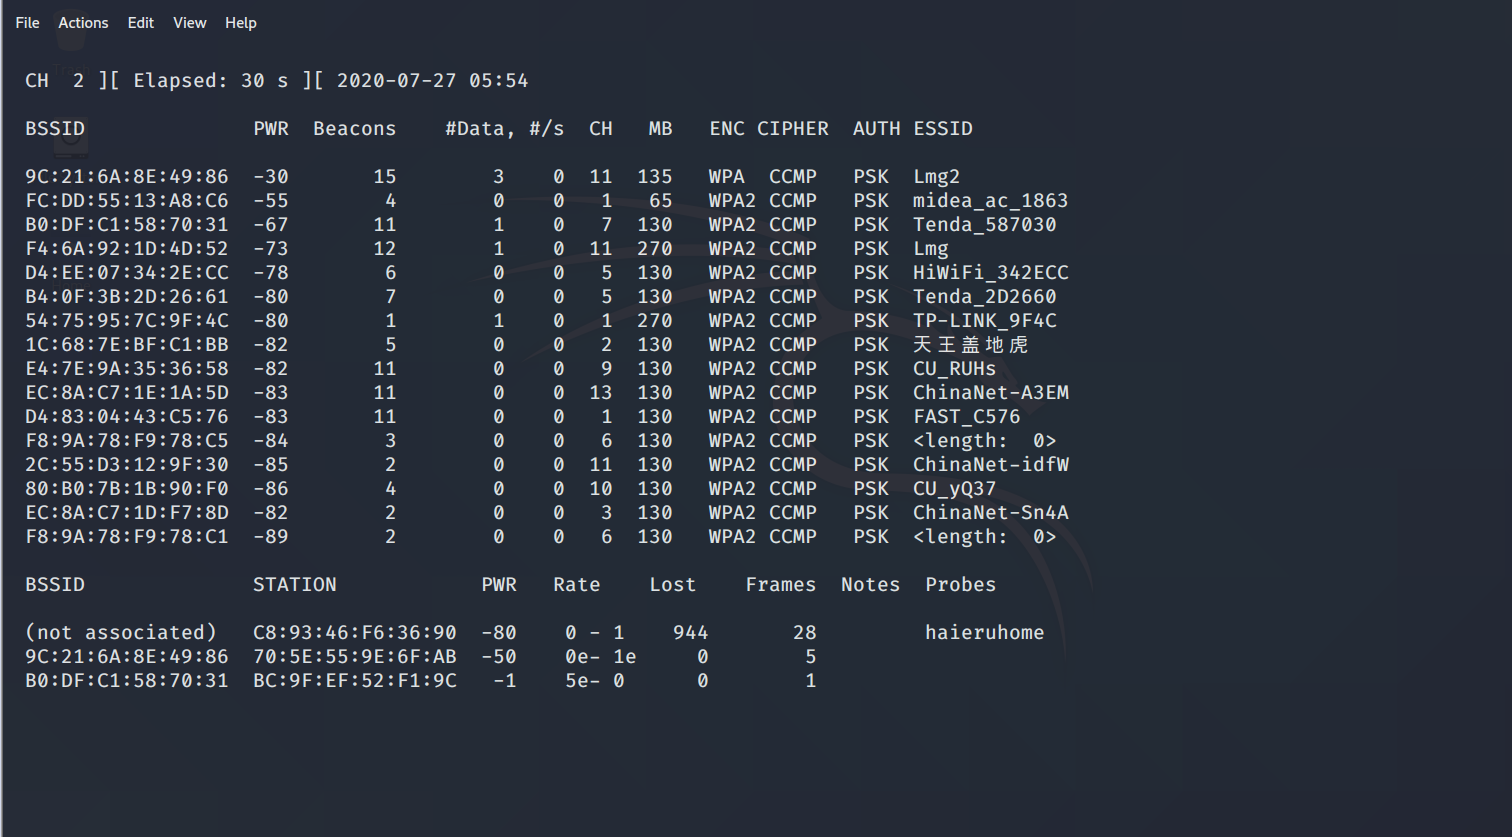 File Actions Edit View Help
CH 2 ][ Elapsed: 30 s ][ 2020-07-27 05:54
BSSID PWR Beacons #Data, #/s CH MB ENC CIPHER AUTH ESSID
9C:21:6A:8E:49:86 -30 15 3 0 11 135 WPA CCMP PSK Lmg2
FC:DD:55:13:A8:C6 -55 4 0 0 1 65 WPA2 CCMP PSK midea_ac_1863
B0:DF:C1:58:70:31 -67 11 1 0 7 130 WPA2 CCMP PSK Tenda_587030
F4:6A:92:1D:4D:52 -73 12 1 0 11 270 WPA2 CCMP PSK Lmg
D4:EE:07:34:2E:CC -78 6 0 0 5 130 WPA2 CCMP PSK HiWiFi_342ECC
B4:0F:3B:2D:26:61 -80 7 0 0 5 130 WPA2 CCMP PSK Tenda_2D2660
54:75:95:7C:9F:4C -80 1 1 0 1 270 WPA2 CCMP PSK TP-LINK_9F4C
1C:68:7E:BF:C1:BB -82 5 0 0 2 130 WPA2 CCMP PSK 天王盖地虎
E4:7E:9A:35:36:58 -82 11 0 0 9 130 WPA2 CCMP PSK CU_RUHs
EC:8A:C7:1E:1A:5D -83 11 0 0 13 130 WPA2 CCMP PSK ChinaNet-A3EM
D4:83:04:43:C5:76 -83 11 0 0 1 130 WPA2 CCMP PSK FAST_C576
F8:9A:78:F9:78:C5 -84 3 0 0 6 130 WPA2 CCMP PSK <length: 0>
2C:55:D3:12:9F:30 -85 2 0 0 11 130 WPA2 CCMP PSK ChinaNet-idfW
80:B0:7B:1B:90:F0 -86 4 0 0 10 130 WPA2 CCMP PSK CU_yQ37
EC:8A:C7:1D:F7:8D -82 2 0 0 3 130 WPA2 CCMP PSK ChinaNet-Sn4A
F8:9A:78:F9:78:C1 -89 2 0 0 6 130 WPA2 CCMP PSK <length: 0>
BSSID STATION PWR Rate Lost Frames Notes Probes
(not associated) C8:93:46:F6:36:90 -80 0 - 1 944 28 haieruhome
9C:21:6A:8E:49:86 70:5E:55:9E:6F:AB -50 0e- 1e 0 5
B0:DF:C1:58:70:31 BC:9F:EF:52:F1:9C -1 5e- 0 0 1